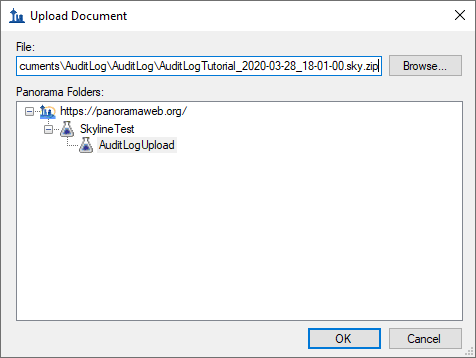 Upload Document
File:
cuments\AuditLog\AuditLog\AuditLogTutorial_2020-03-28_18-01-00.sky.zip
Browse...
Panorama Folders:
https://panoramaweb.org/
SkylineTest
AuditLogUpload
OK
Cancel